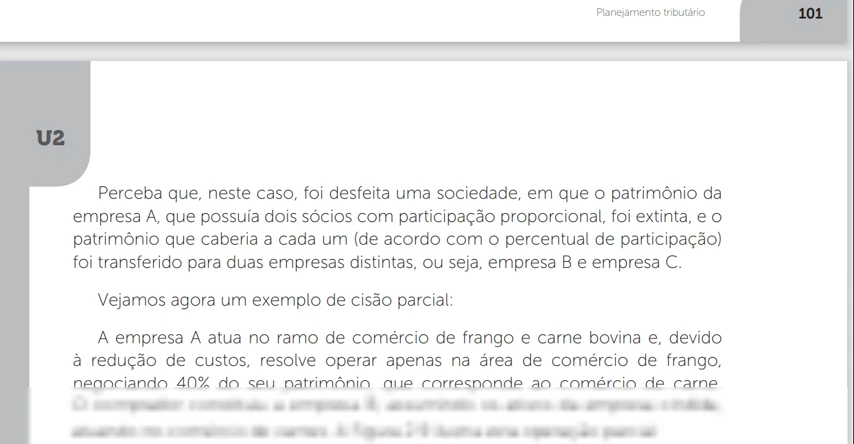 Planejamento tributário
101
U2
Perceba que, neste caso, foi desfeita uma sociedade, em que o patrimônio da
empresa A, que possuía dois sócios com participação proporcional, foi extinta, e o
patrimônio que caberia a cada um (de acordo com o percentual de participação)
foi transferido para duas empresas distintas, ou seja, empresa B e empresa C.
Vejamos agora um exemplo de cisão parcial:
A empresa A atua no ramo de comércio de frango e carne bovina e, devido
à redução de custos, resolve operar apenas na área de comércio de frango,
negociando 40% do seu patrimônio, que corresponde ao comércio de carne.